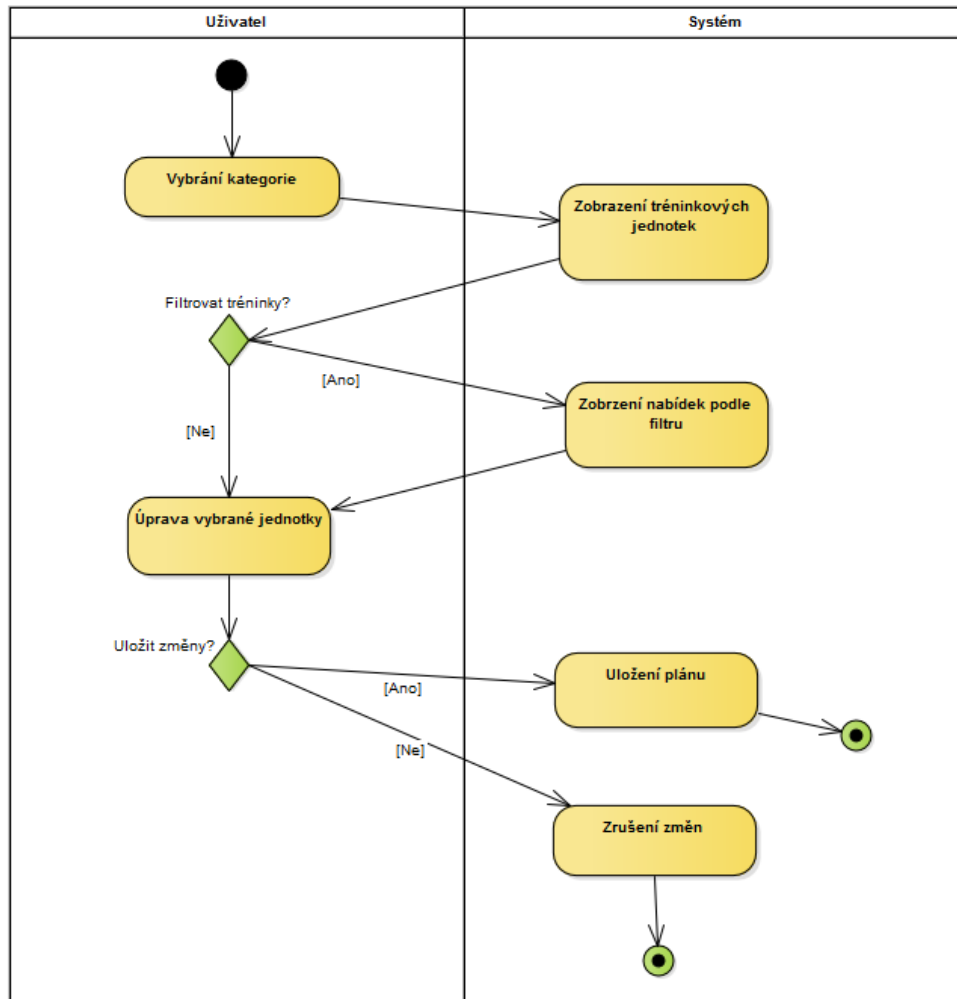 Uživatel
Systém
Vybrání kategorie
Zobrazení tréninkových
jednotek
Filtrovat tréninky?
[Ano]
Zobrzení nabídek podle
filtru
[Ne]
Úprava vybrané jednotky
Uložit změny?
[Ano]
Uložení plánu
[Ne]
Zrušení změn